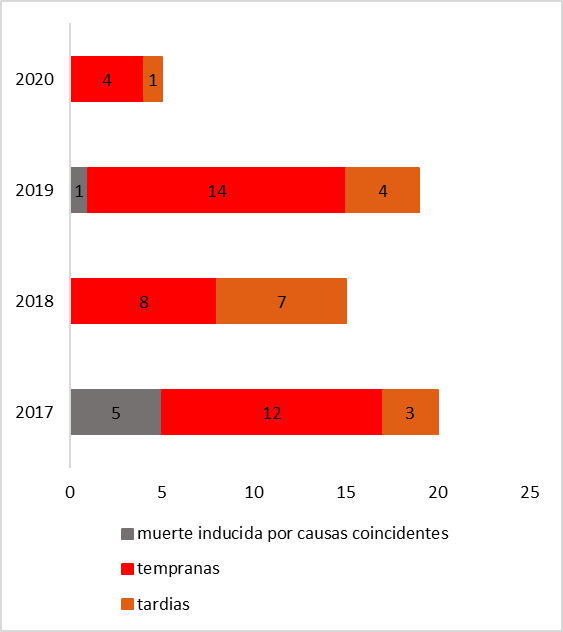 2020 4 1
2019 1 14 4
2018 8 7
2017 5 12 3
0 5 10 15 20 25
muerte inducida por causas coincidentes
tempranas
tardias